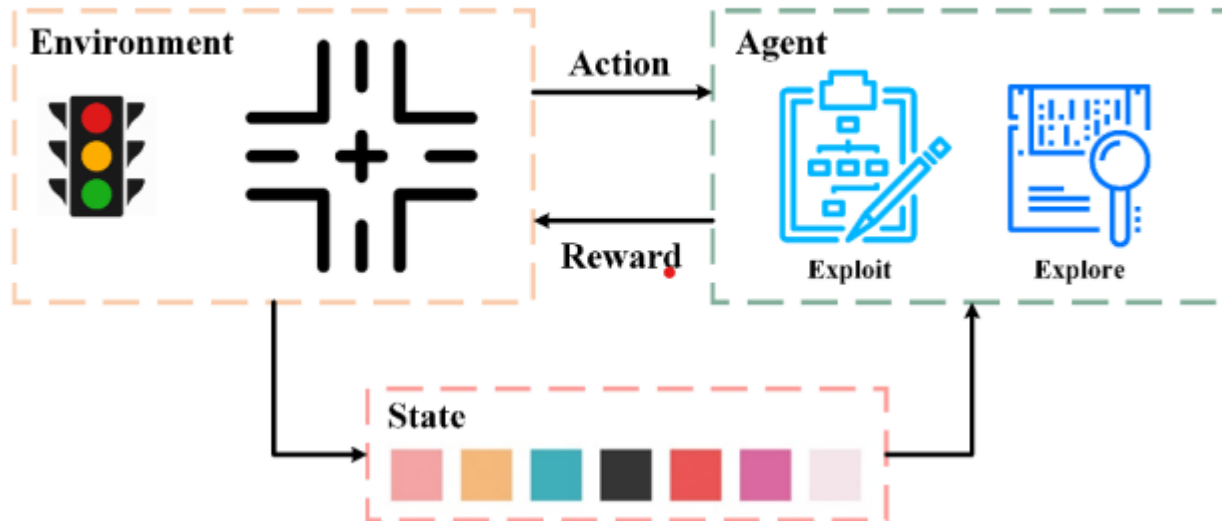 Environment
Action
Agent
Reward
Exploit
Explore
State